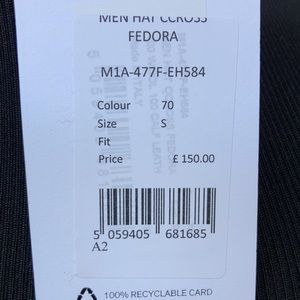 MEN HAT CCROSS
FEDORA
M1A-477F-EH584
Colour 70
Size S
Fit
Price £ 150.00
5 059405 681685
A2
100% RECYCLABLE CARD